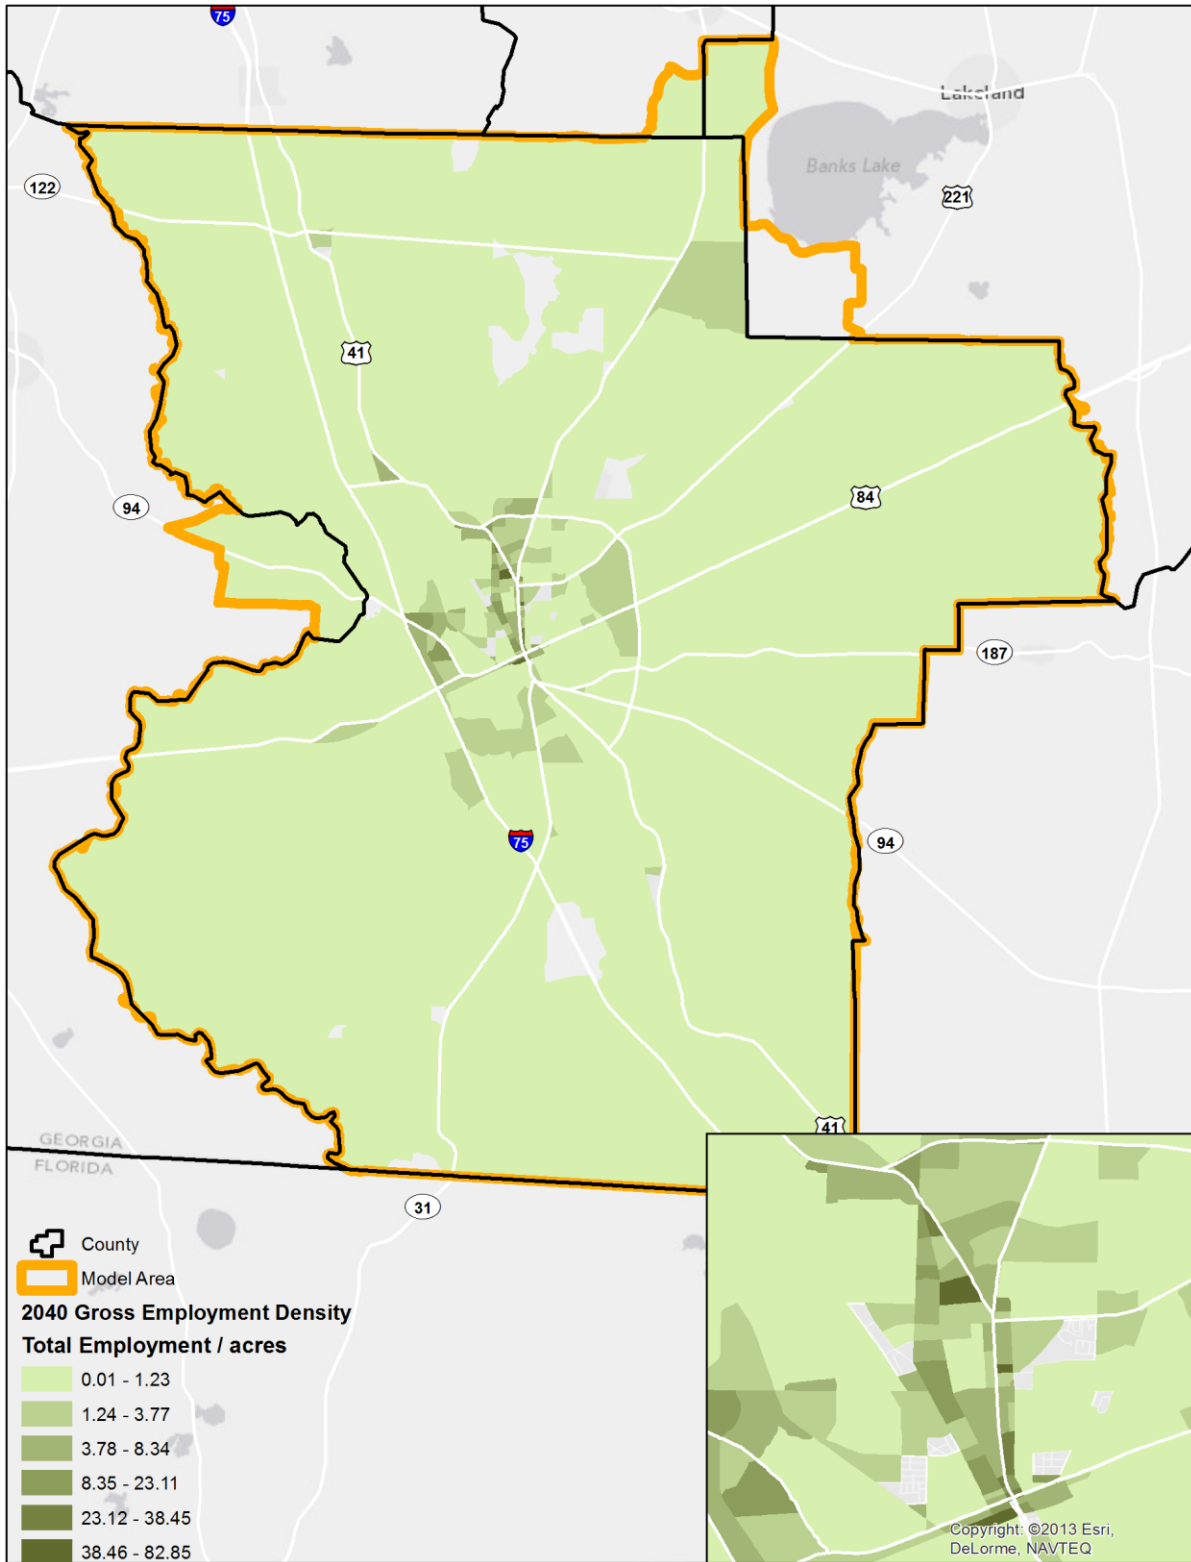 75
Lakeland
Banks Lake
122
221
41
94
84
187
75
94
41
GEORGIA
FLORIDA
31
County
Model Area
2040 Gross Employment Density
Total Employment / acres
0.01 - 1.23
1.24 - 3.77
3.78 - 8.34
8.35 - 23.11
23.12 - 38.45
38.46 - 82.85
Copyright: ©2013 Esri,
DeLorme, NAVTEQ